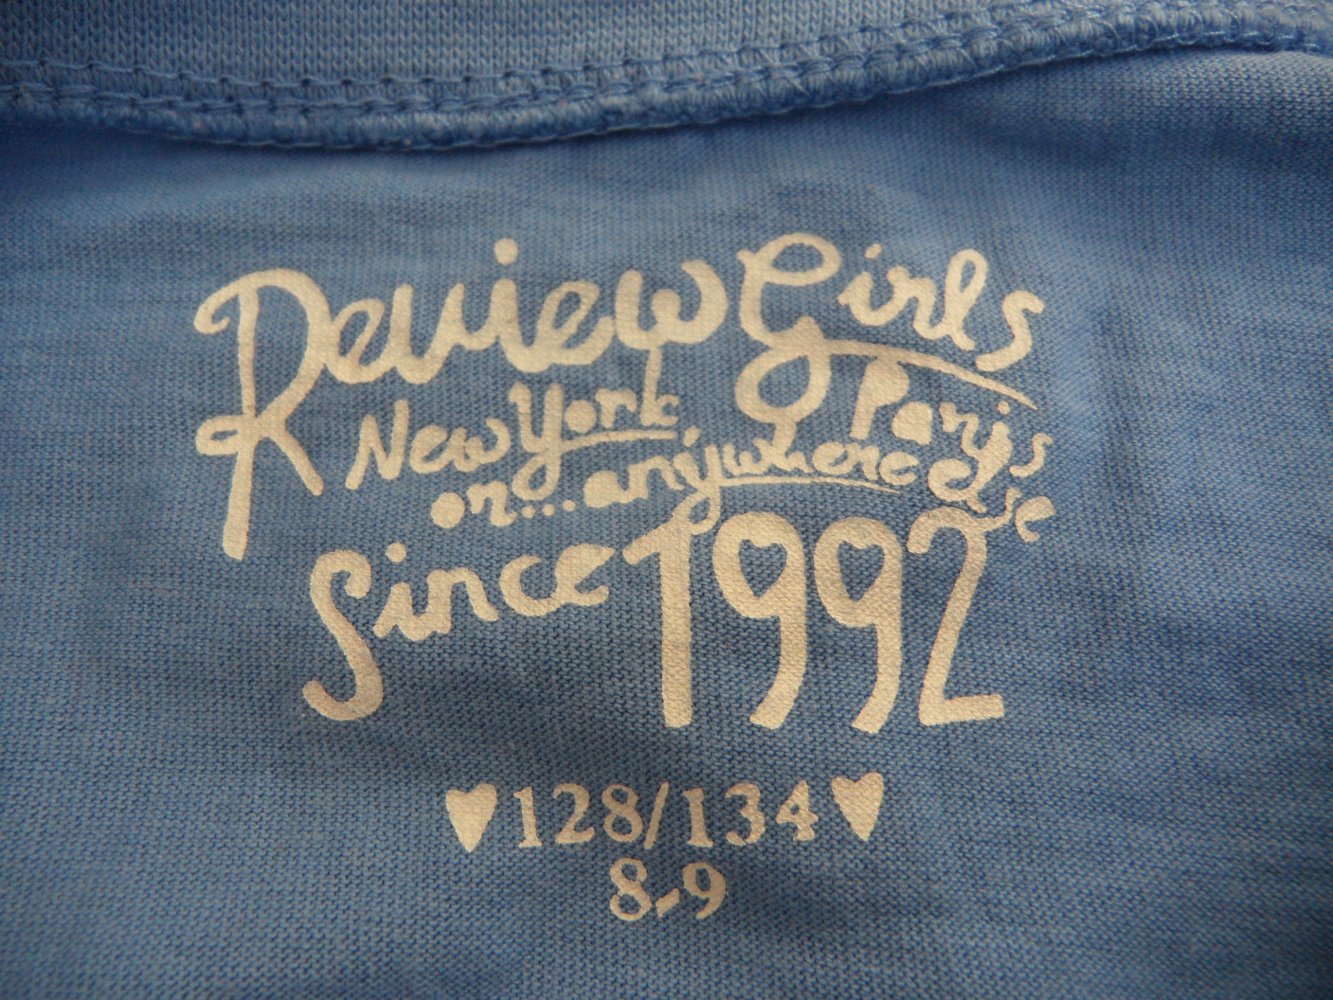 Review Girls
New York, Paris
or...anywhere else
Since 1992
♥128/134♥
8-9